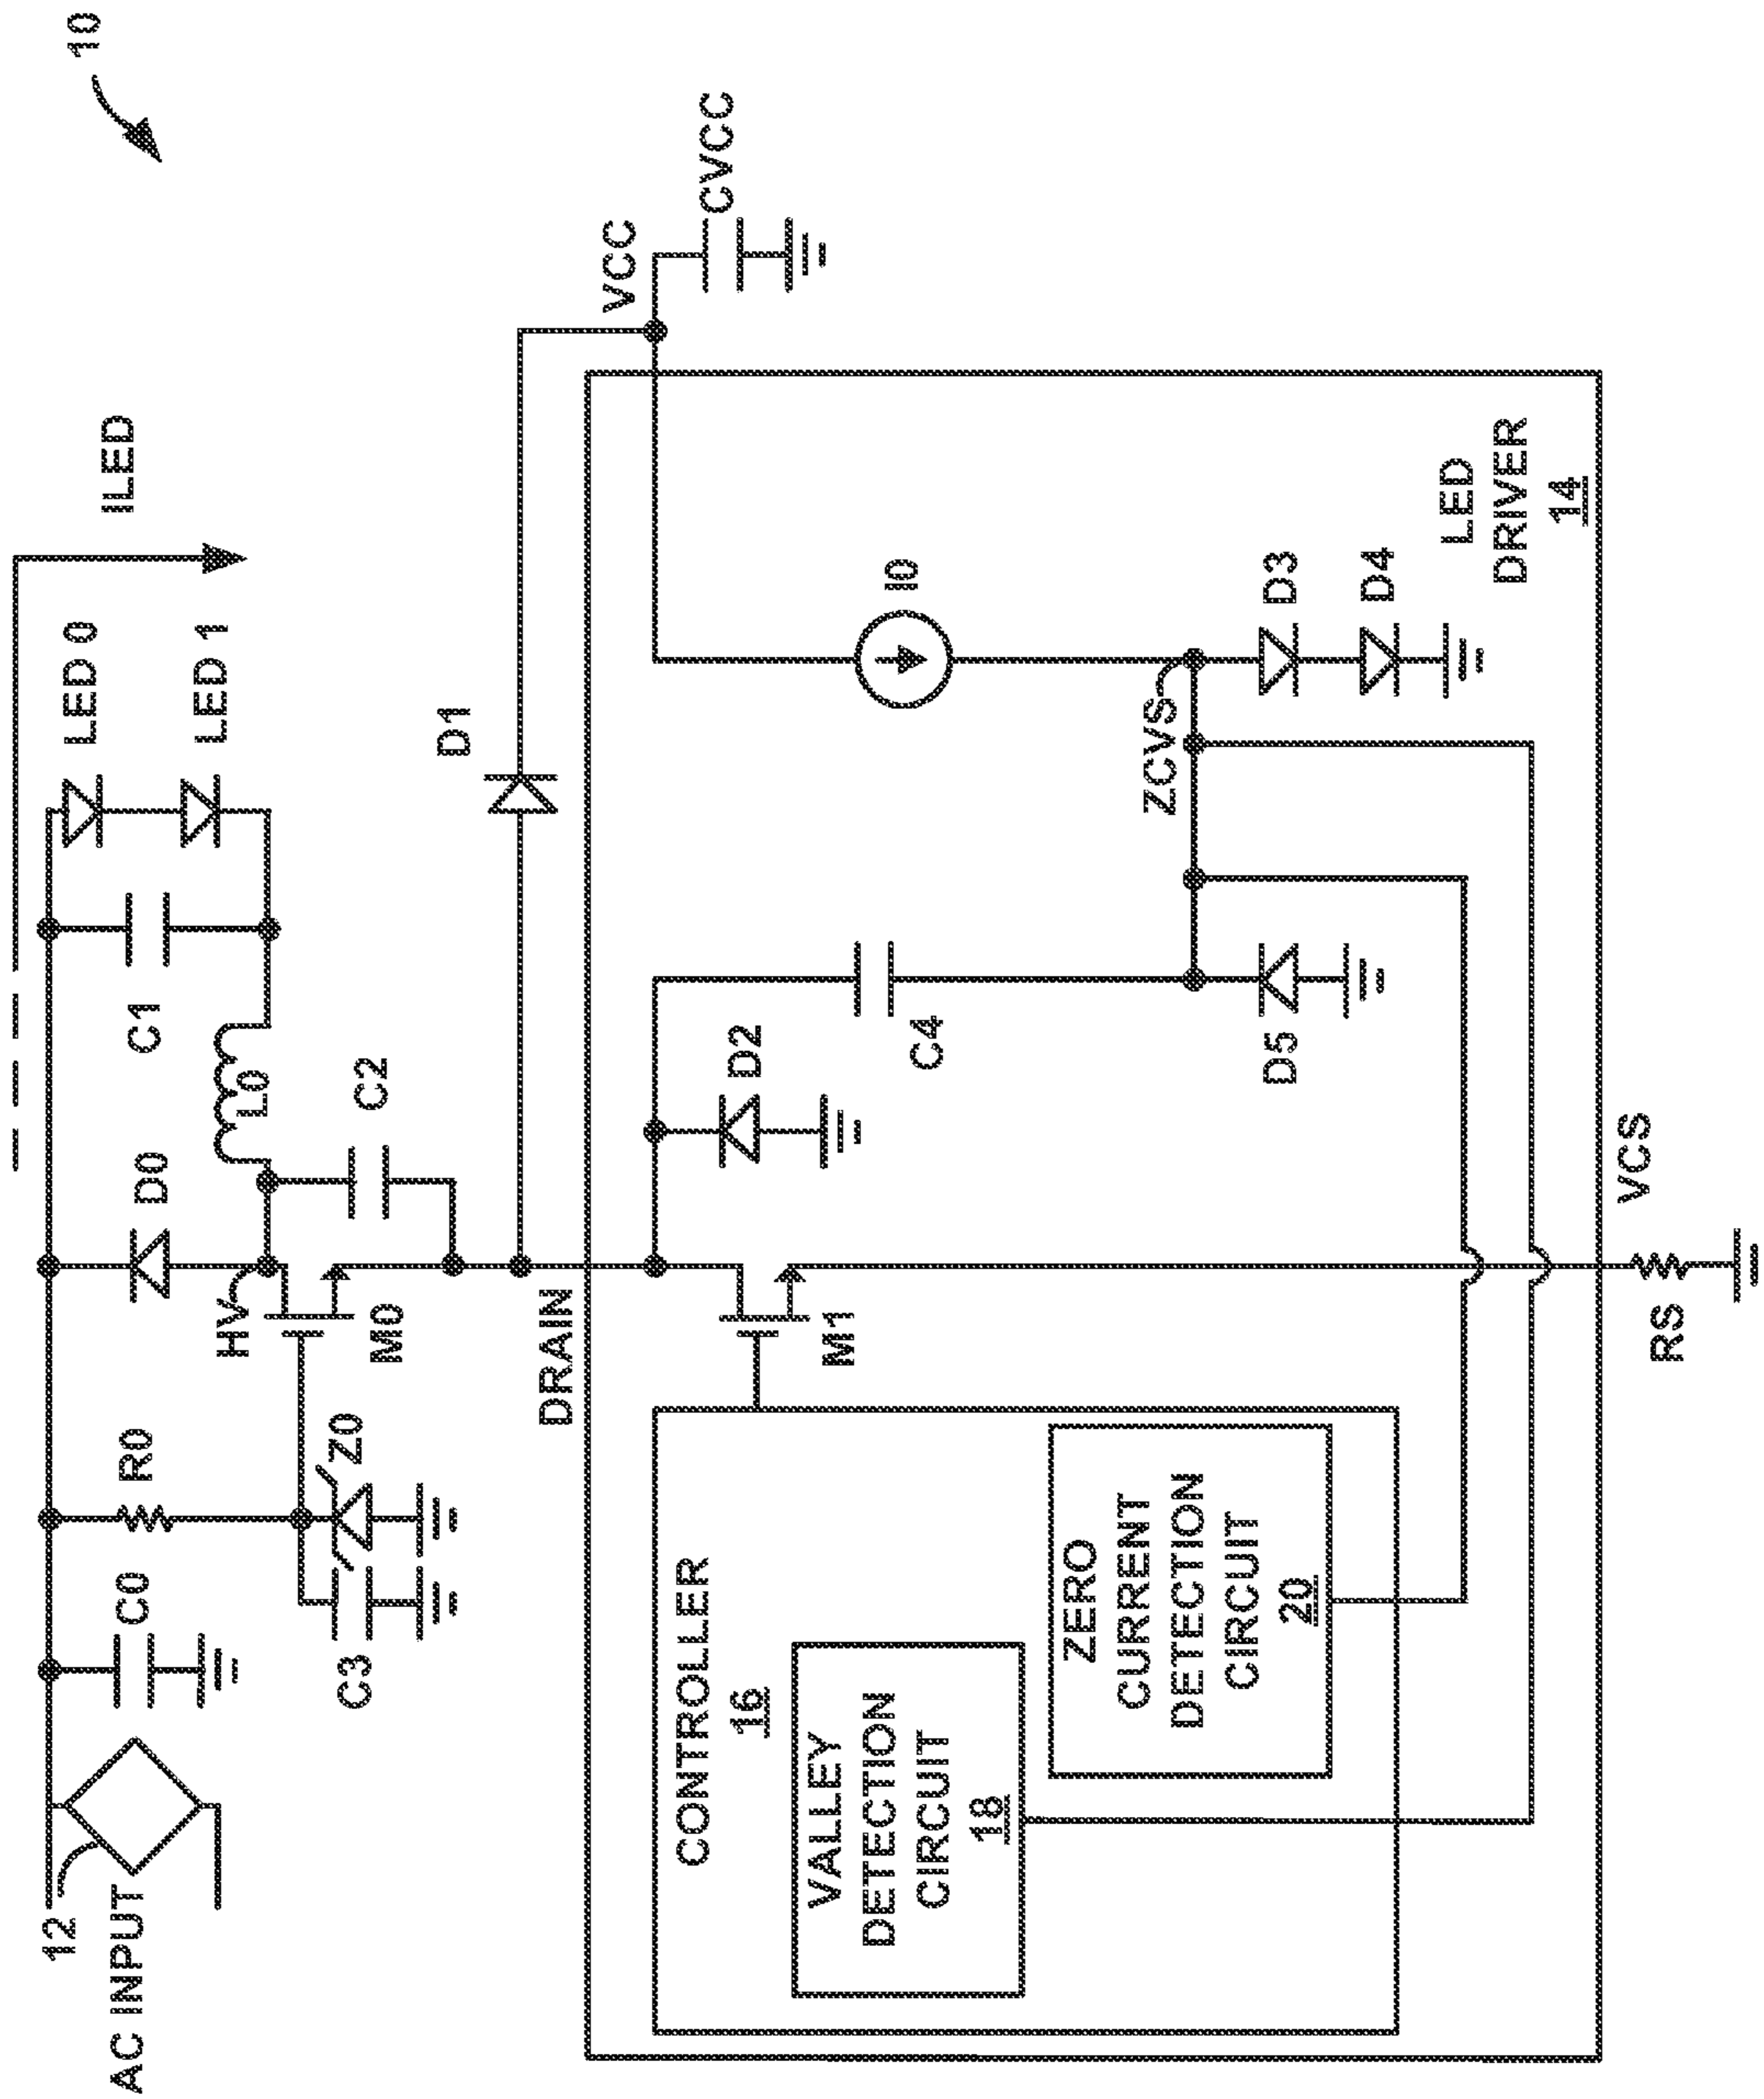 10
ILED
AC INPUT
12
C0
R0
D0
C1
LED 0
LED 1
L0
HV
C3
Z0
M0
C2
D1
VCC
CVCC
DRAIN
CONTROLLER
16
VALLEY
DETECTION
CIRCUIT
18
ZERO
CURRENT
DETECTION
CIRCUIT
20
M1
D2
C4
I0
ZCVS
D5
D3
D4
LED
DRIVER
14
VCS
RS